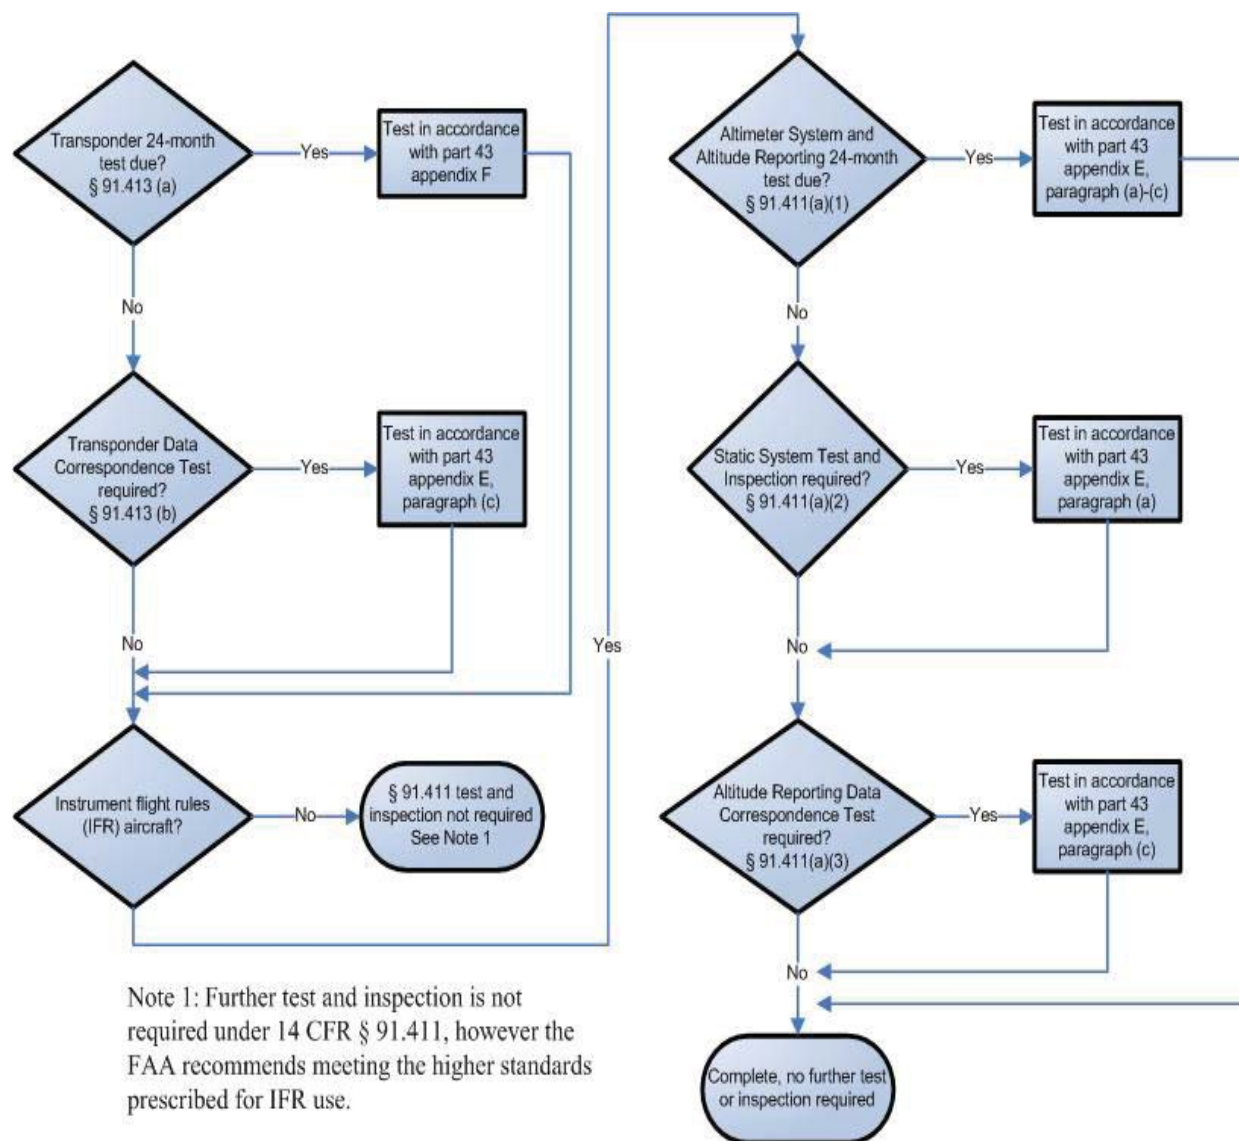 Transponder 24-month
test due?
§ 91.413 (a)
Yes
Test in accordance
with part 43
appendix F
No
Transponder Data
Correspondence Test
required?
§ 91.413 (b)
Yes
Test in accordance
with part 43
appendix E,
paragraph (c)
No
Instrument flight rules
(IFR) aircraft?
No
§ 91.411 test and
inspection not required
See Note 1
Yes
Altimeter System and
Altitude Reporting 24-month
test due?
§ 91.411(a)(1)
Yes
Test in accordance
with part 43
appendix E,
paragraph (a)-(c)
No
Static System Test and
Inspection required?
§ 91.411(a)(2)
Yes
Test in accordance
with part 43
appendix E,
paragraph (a)
No
Altitude Reporting Data
Correspondence Test
required?
§ 91.411(a)(3)
Yes
Test in accordance
with part 43
appendix E,
paragraph (c)
No
Complete, no further test
or inspection required
Note 1: Further test and inspection is not
required under 14 CFR § 91.411, however the
FAA recommends meeting the higher standards
prescribed for IFR use.